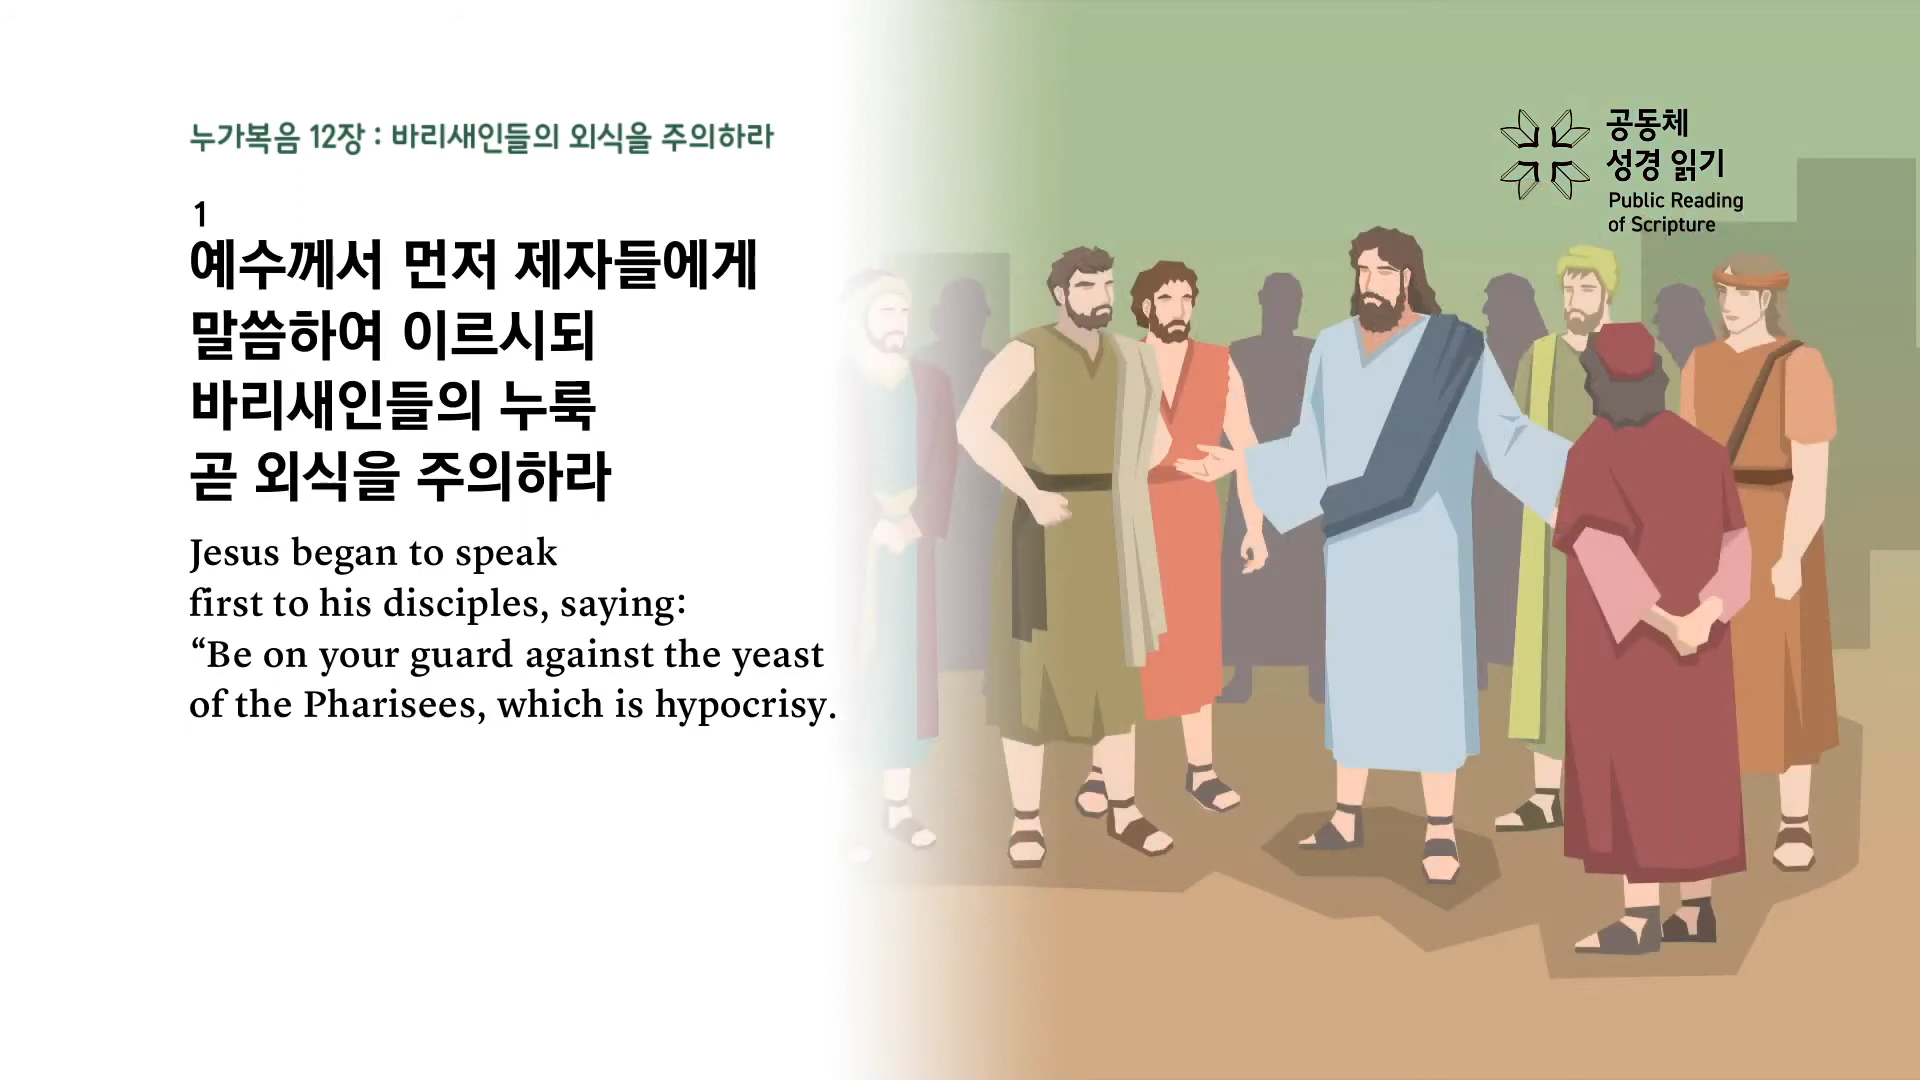 누가복음 12장 : 바리새인들의 외식을 주의하라
1
예수께서 먼저 제자들에게
말씀하여 이르시되
바리새인들의 누룩
곧 외식을 주의하라
Jesus began to speak
first to his disciples, saying:
“Be on your guard against the yeast
of the Pharisees, which is hypocrisy.
공동체
성경 읽기
Public Reading
of Scripture